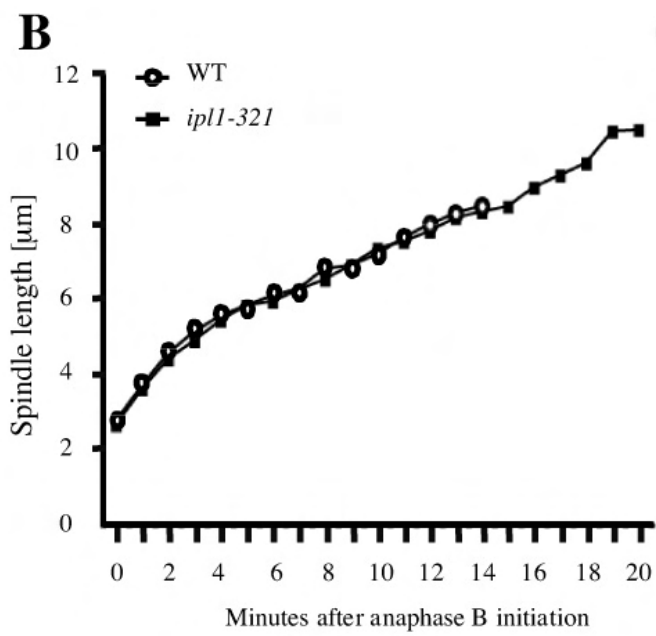 B
WT
ipl1-321
12
10
8
6
4
2
0
Spindle length [µm]
0 2 4 6 8 10 12 14 16 18 20
Minutes after anaphase B initiation